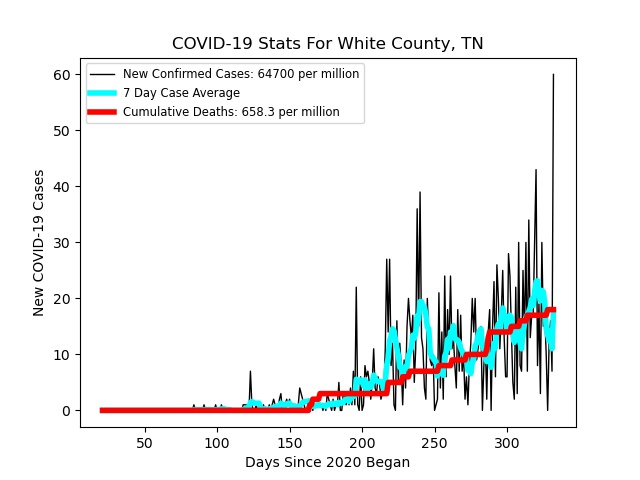 COVID-19 Stats For White County, TN
New Confirmed Cases: 64700 per million
7 Day Case Average
Cumulative Deaths: 658.3 per million
60
50
40
30
20
10
0
New COVID-19 Cases
50
100
150
200
250
300
Days Since 2020 Began